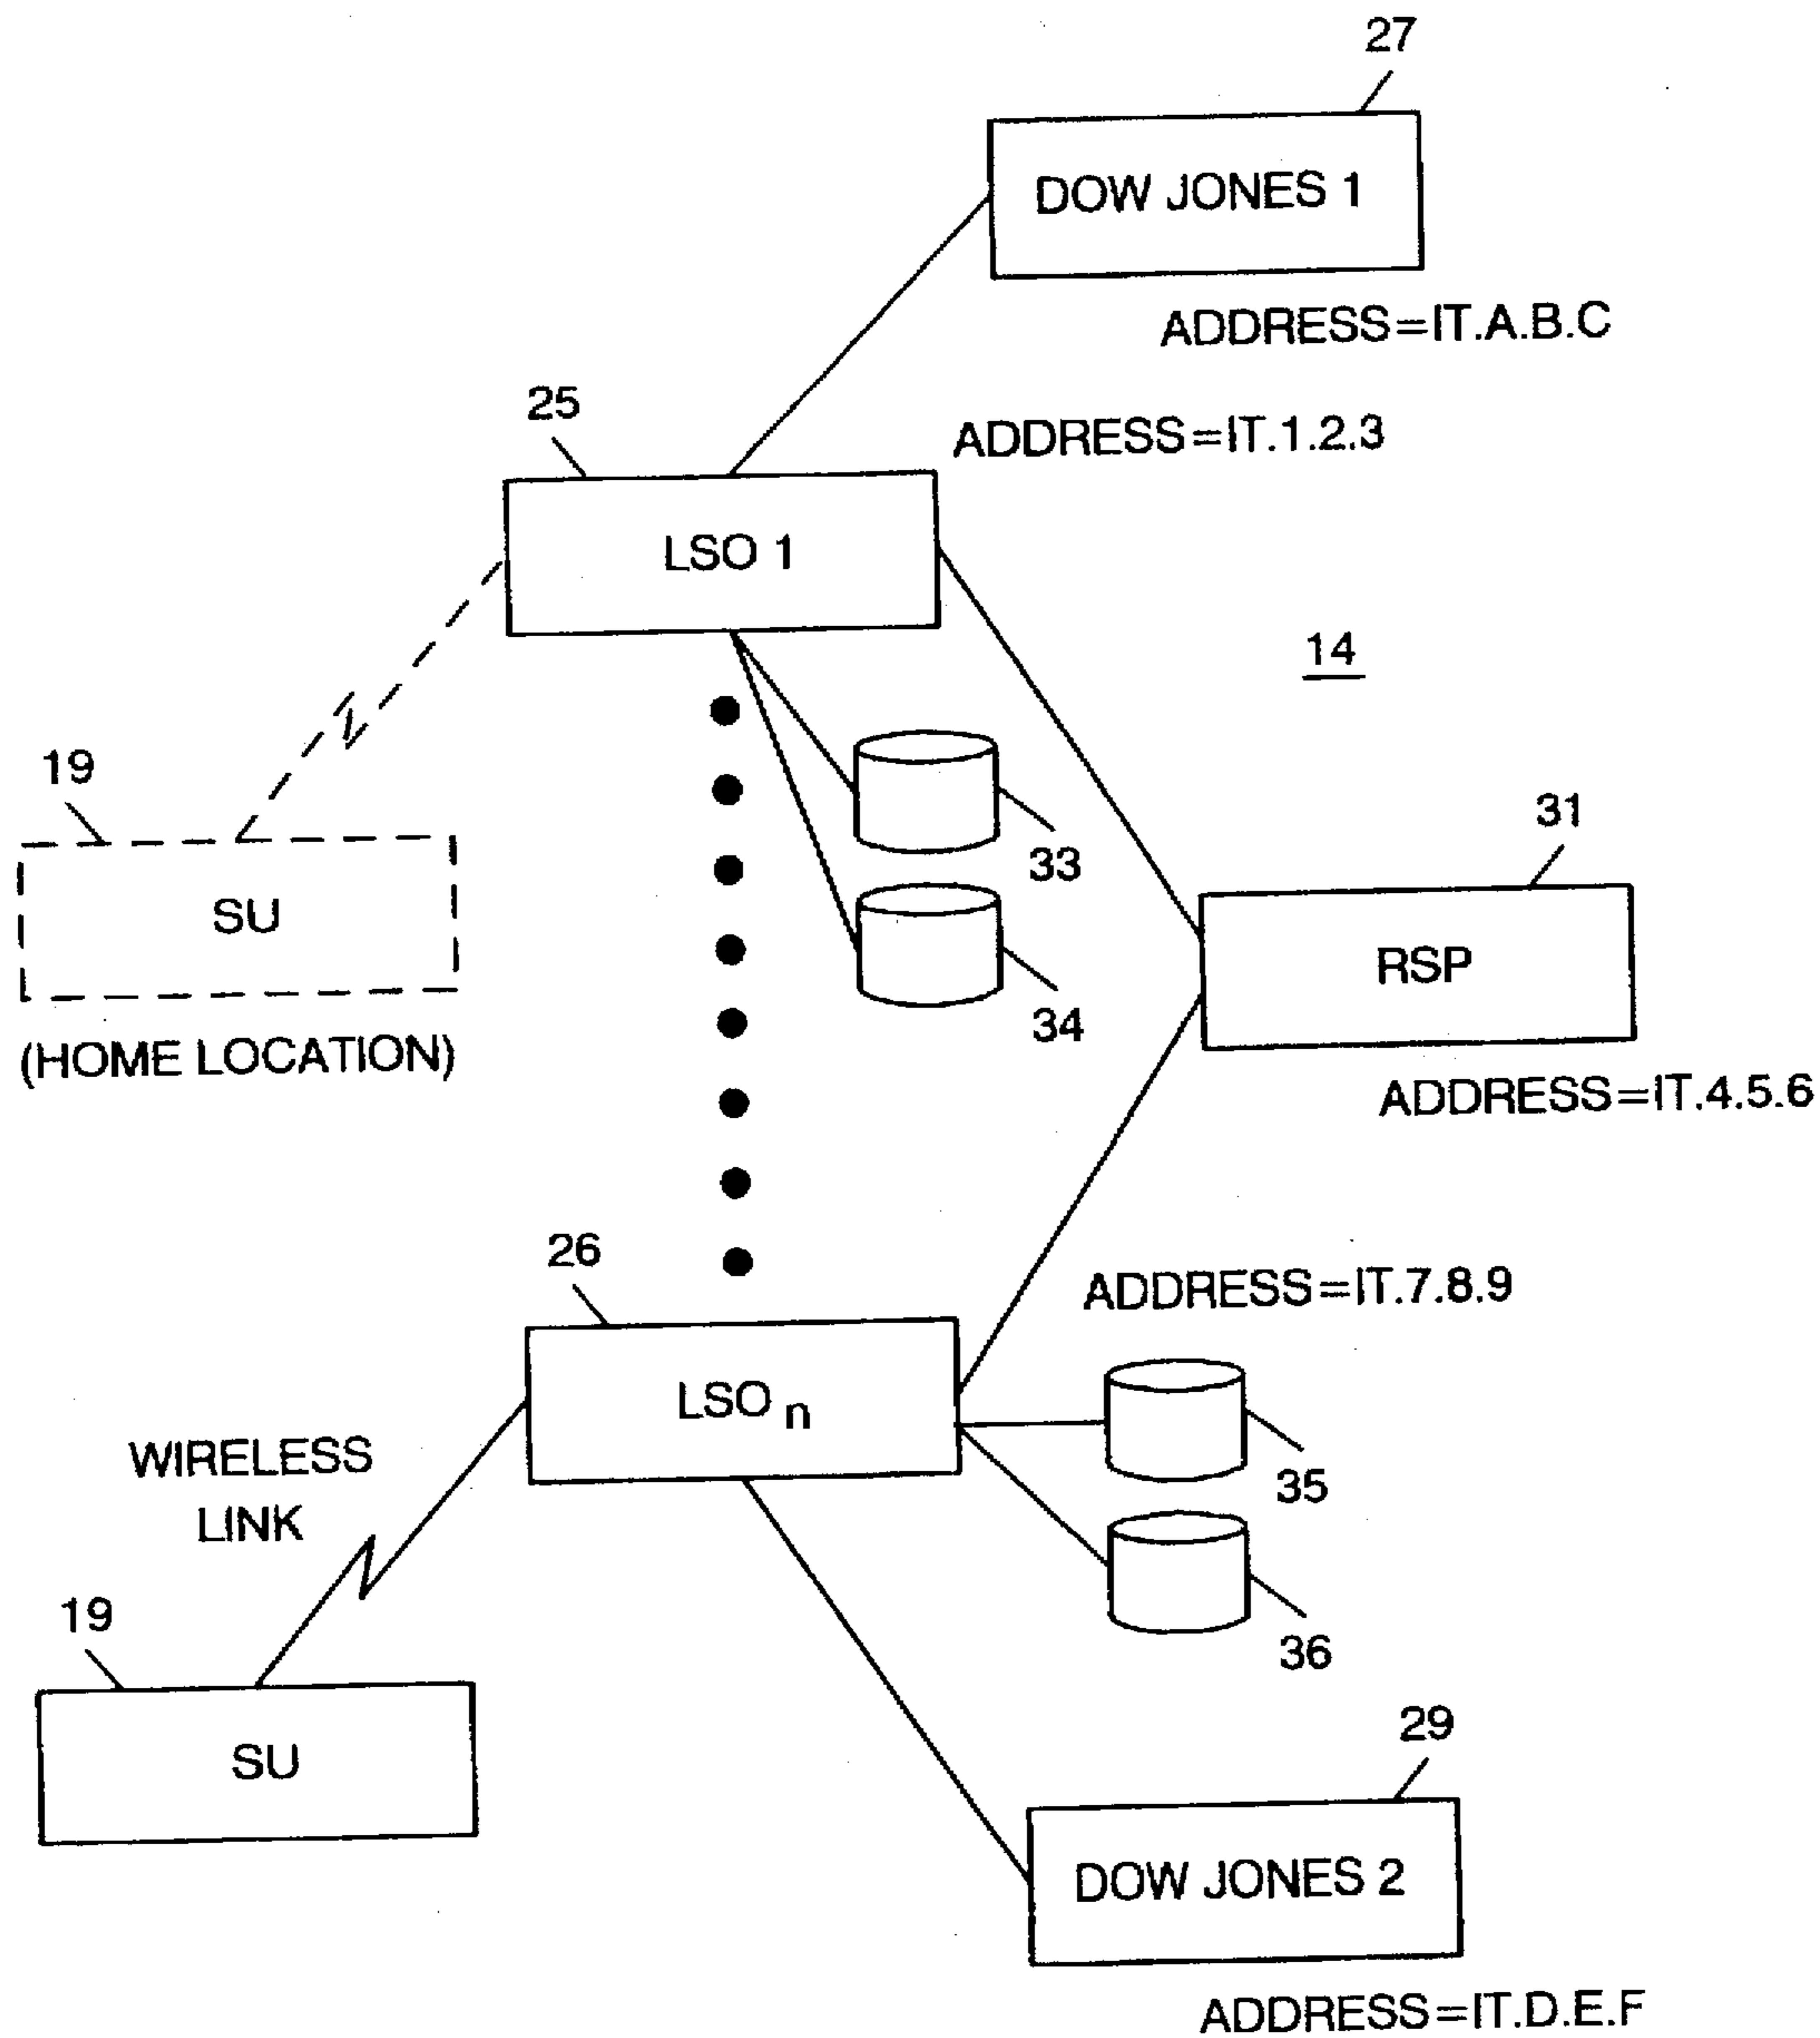 27
DOW JONES 1
ADDRESS=IT.A.B.C
25
ADDRESS=IT.1.2.3
LSO 1
14
19
SU
(HOME LOCATION)
33
34
31
RSP
ADDRESS=IT.4.5.6
26
ADDRESS=IT.7.8.9
LSO n
35
36
WIRELESS
LINK
19
SU
29
DOW JONES 2
ADDRESS=IT.D.E.F